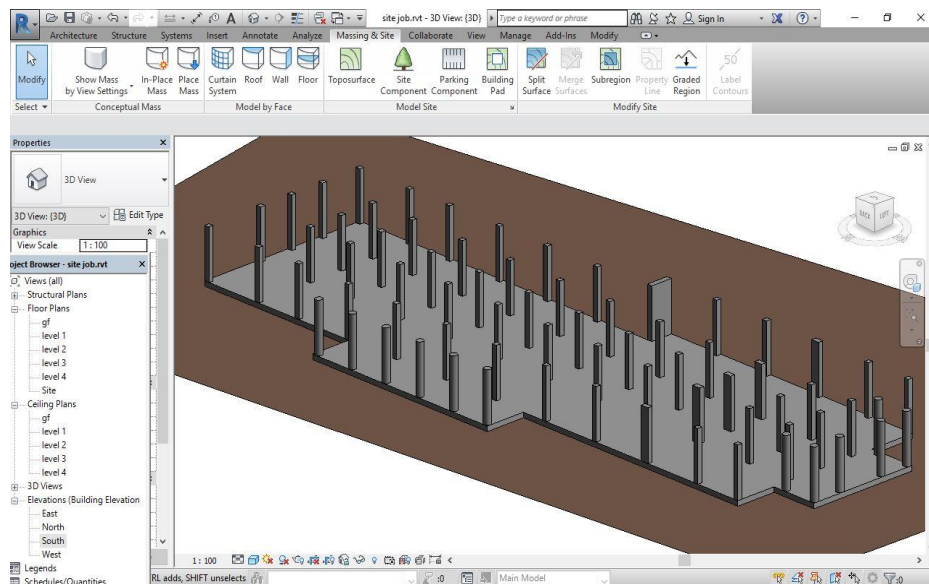 site job.rvt - 3D View: {3D}
Type a keyword or phrase
Sign In
Architecture Structure Systems Insert Annotate Analyze Massing & Site Collaborate View Manage Add-Ins Modify
Modify
Show Mass by View Settings
In-Place Mass
Place Mass
Curtain System
Roof
Wall
Floor
Toposurface
Site Component
Parking Component
Building Pad
Split Surface
Merge Surfaces
Subregion
Property Line
Graded Region
50
Label Contours
Select
Conceptual Mass
Model by Face
Model Site
Modify Site
Properties
3D View
3D View: {3D}
Edit Type
Graphics
View Scale 1 : 100
oject Browser - site job.rvt
Views (all)
Structural Plans
Floor Plans
gf
level 1
level 2
level 3
level 4
Site
Ceiling Plans
gf
level 1
level 2
level 3
level 4
3D Views
Elevations (Building Elevation
East
North
South
West
Legends
Schedules/Quantities
BACK LEFT
1 : 100
RL adds, SHIFT unselects
:0
Main Model
:0